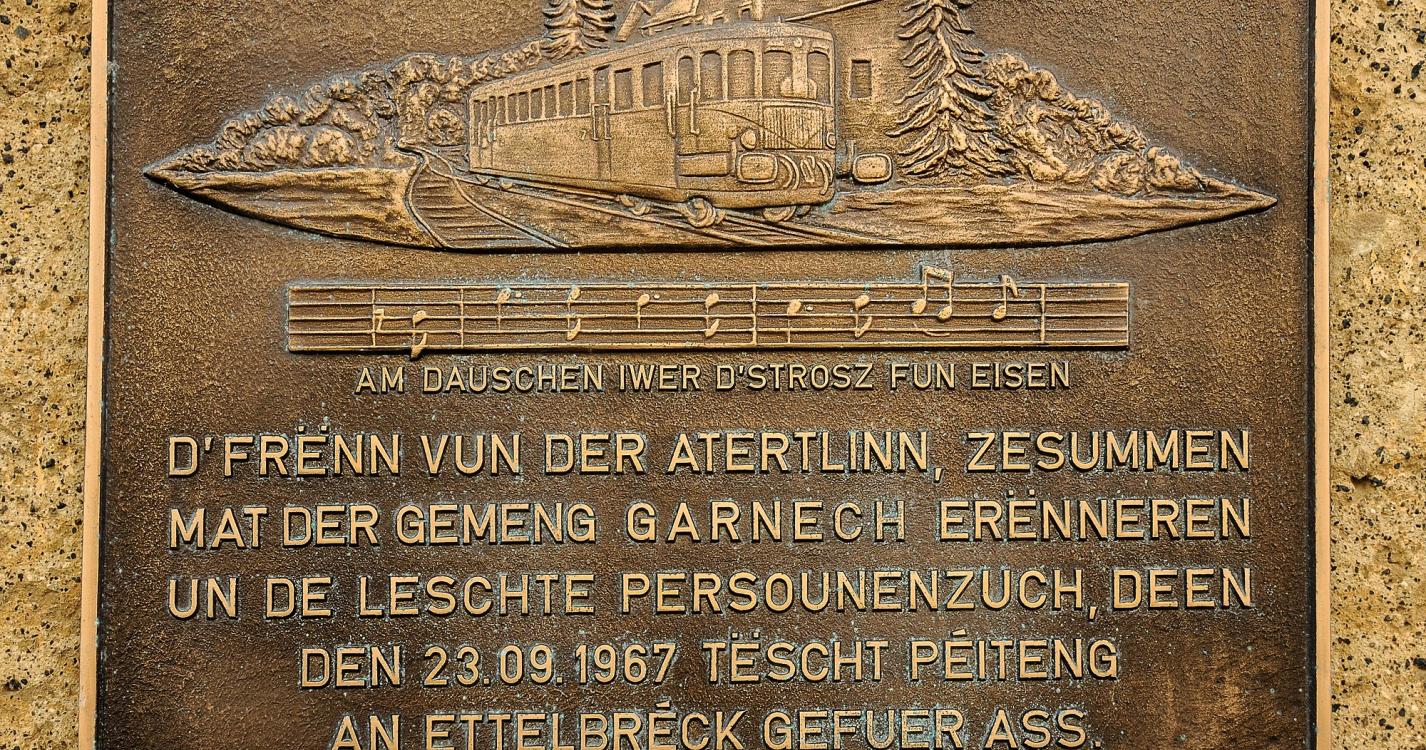 AM DAUSCHEN IWER D'STROSZ FUN EISEN
D'FRËNN VUN DER ATERTLINN, ZESUMMEN
MAT DER GEMENG GARNECH ERËNNEREN
UN DE LESCHTE PERSOUNENZUCH, DEEN
DEN 23.09.1967 TËSCHT PÉITENG
AN ETTELBRÉCK GEFUER ASS.